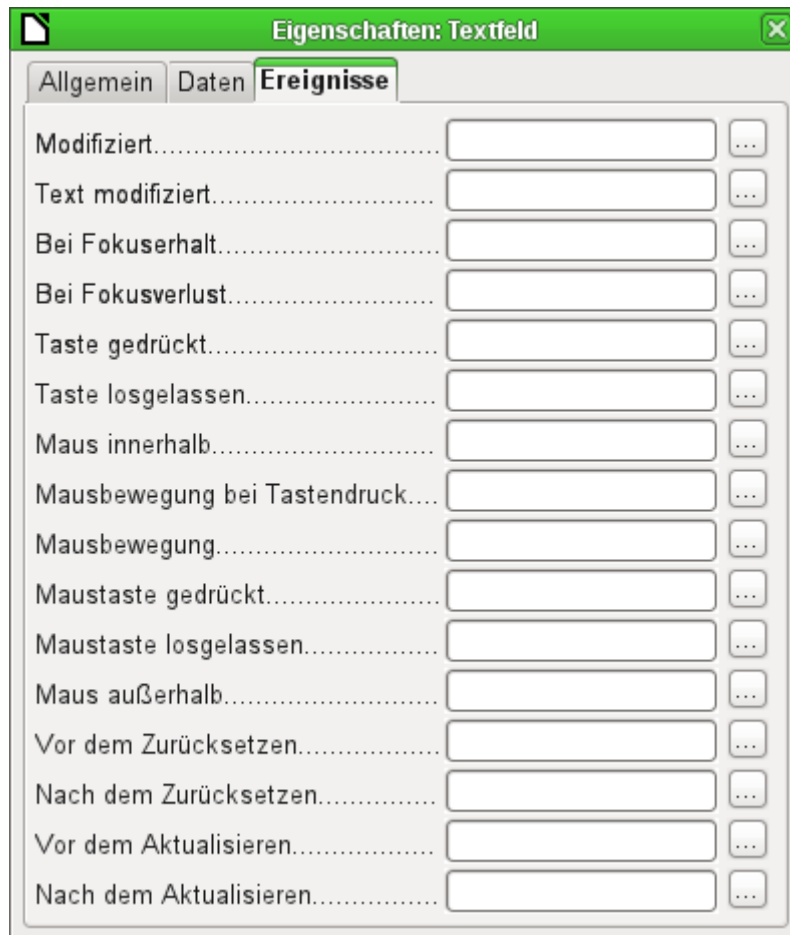 Eigenschaften: Textfeld
Allgemein Daten Ereignisse
Modifiziert.................................... ...
Text modifiziert............................ ...
Bei Fokuserhalt........................... ...
Bei Fokusverlust.......................... ...
Taste gedrückt............................. ...
Taste losgelassen........................ ...
Maus innerhalb............................ ...
Mausbewegung bei Tastendruck.... ...
Mausbewegung............................ ...
Maustaste gedrückt...................... ...
Maustaste losgelassen................. ...
Maus außerhalb........................... ...
Vor dem Zurücksetzen.................. ...
Nach dem Zurücksetzen............... ...
Vor dem Aktualisieren.................. ...
Nach dem Aktualisieren................ ...